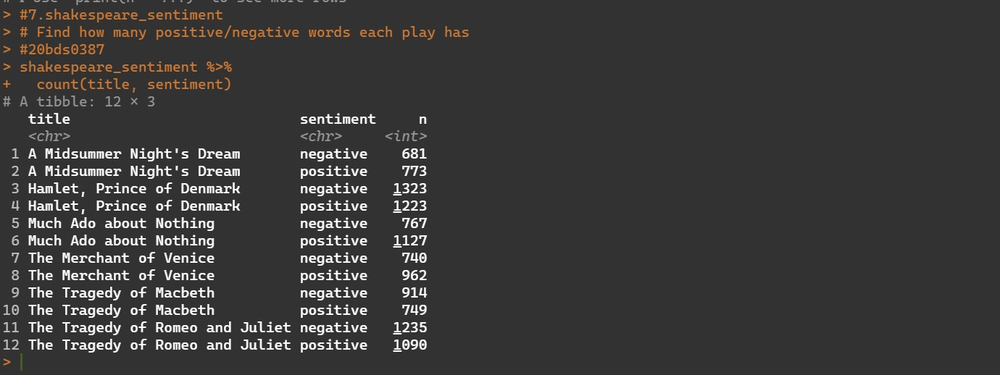 # ℹ Use `print(n = ...)` to see more rows
> #7.shakespeare_sentiment
> # Find how many positive/negative words each play has
> #20bds0387
> shakespeare_sentiment %>%
+   count(title, sentiment)
# A tibble: 12 × 3
   title                           sentiment     n
   <chr>                           <chr>     <int>
 1 A Midsummer Night's Dream       negative    681
 2 A Midsummer Night's Dream       positive    773
 3 Hamlet, Prince of Denmark       negative   1323
 4 Hamlet, Prince of Denmark       positive   1223
 5 Much Ado about Nothing          negative    767
 6 Much Ado about Nothing          positive   1127
 7 The Merchant of Venice          negative    740
 8 The Merchant of Venice          positive    962
 9 The Tragedy of Macbeth          negative    914
10 The Tragedy of Macbeth          positive    749
11 The Tragedy of Romeo and Juliet negative   1235
12 The Tragedy of Romeo and Juliet positive   1090
>